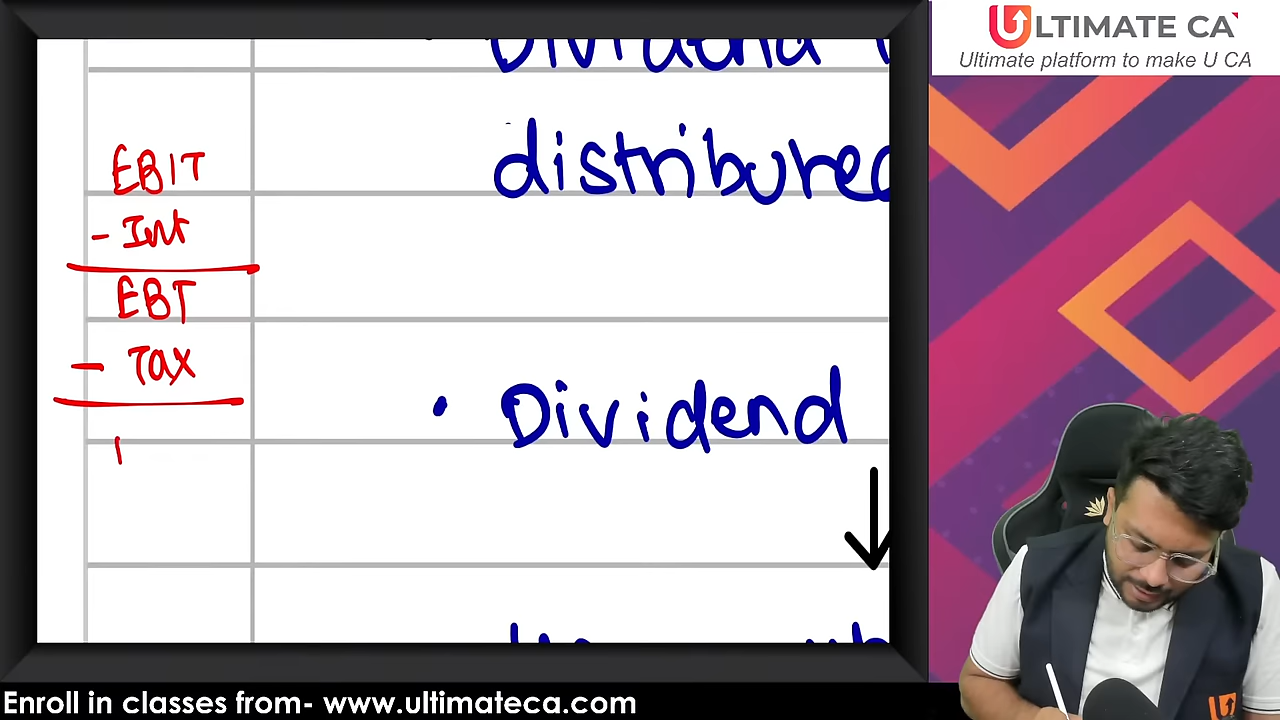 Dividend
distributed
EBIT
- Int
EBT
- Tax
• Dividend
ULTIMATE CA
Ultimate platform to make U CA
Enroll in classes from- www.ultimateca.com